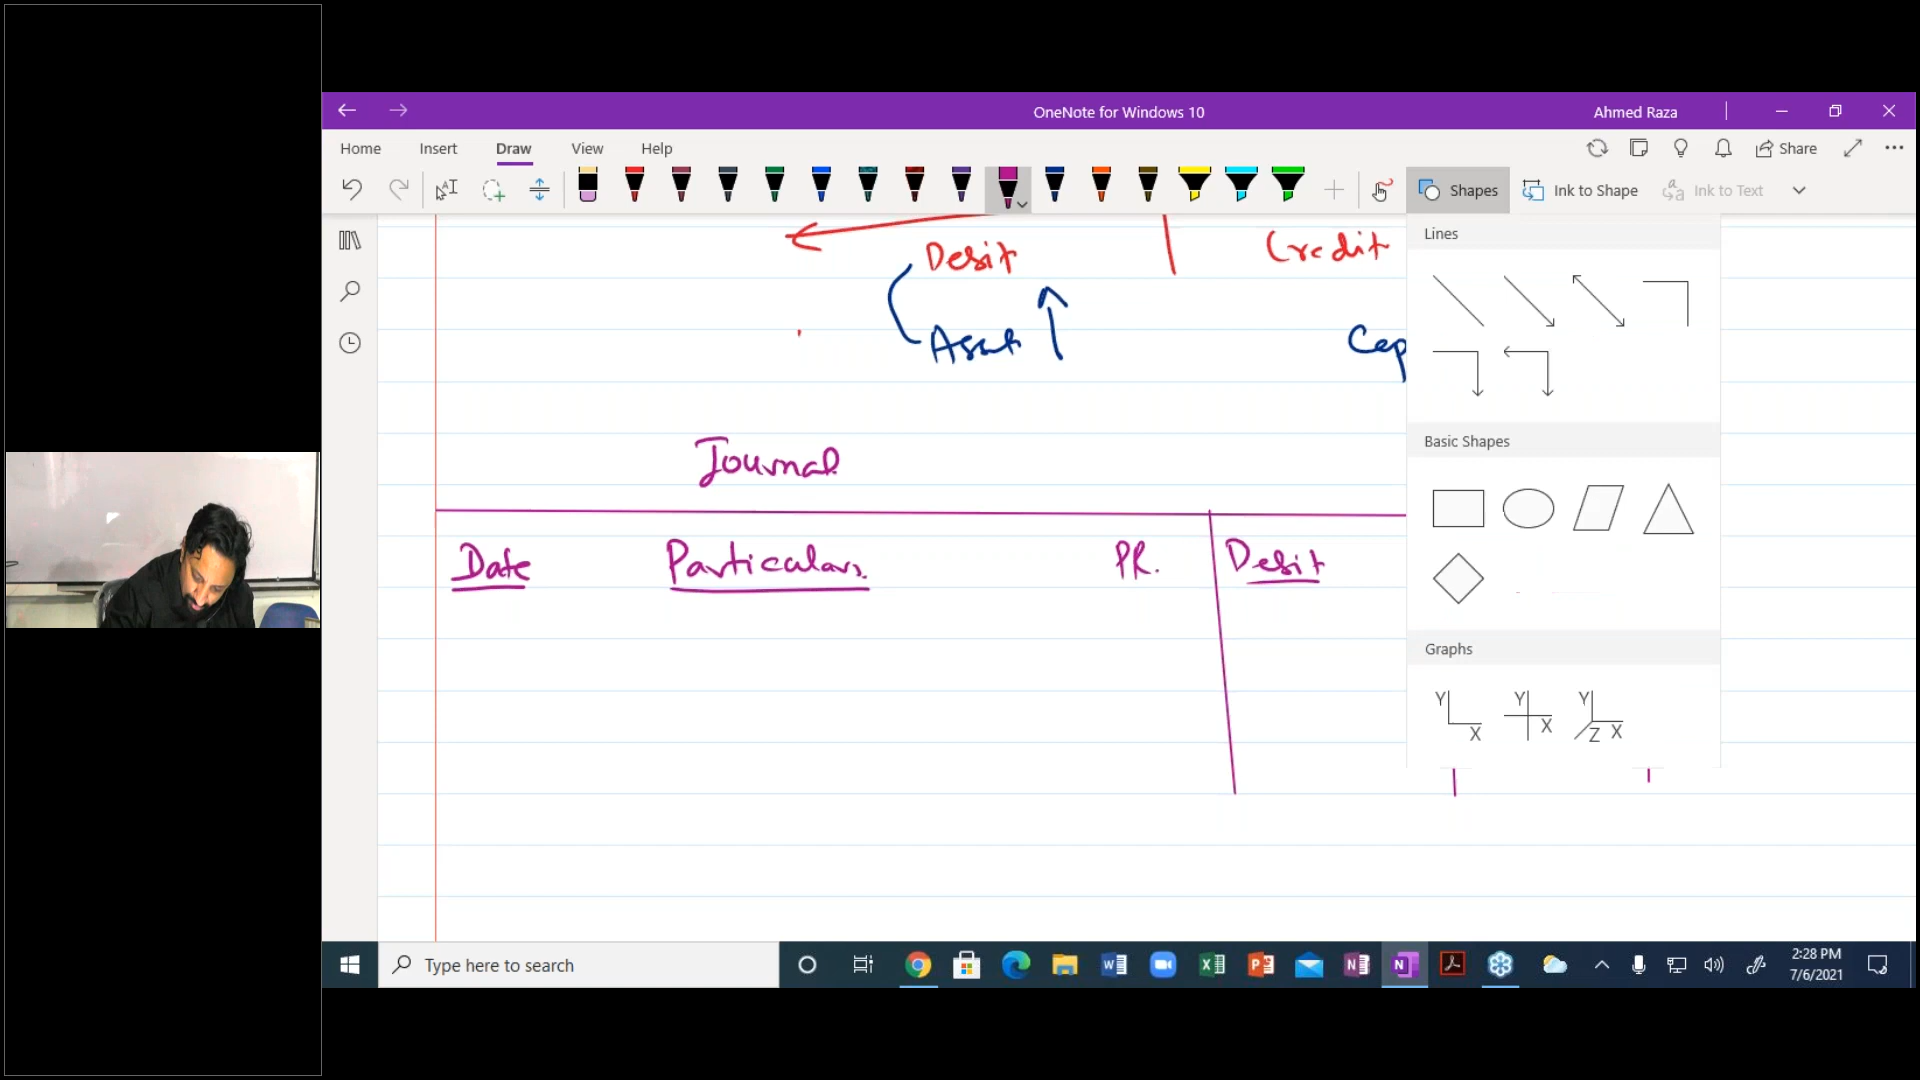 OneNote for Windows 10
Ahmed Raza
Home Insert Draw View Help
Share
Shapes Ink to Shape Ink to Text
Lines
Debit Credit
Assets
Cap
Basic Shapes
Journal
Date Particulars. PR. Debit
Graphs
Y X Y X Y Z X
Type here to search
2:28 PM
7/6/2021